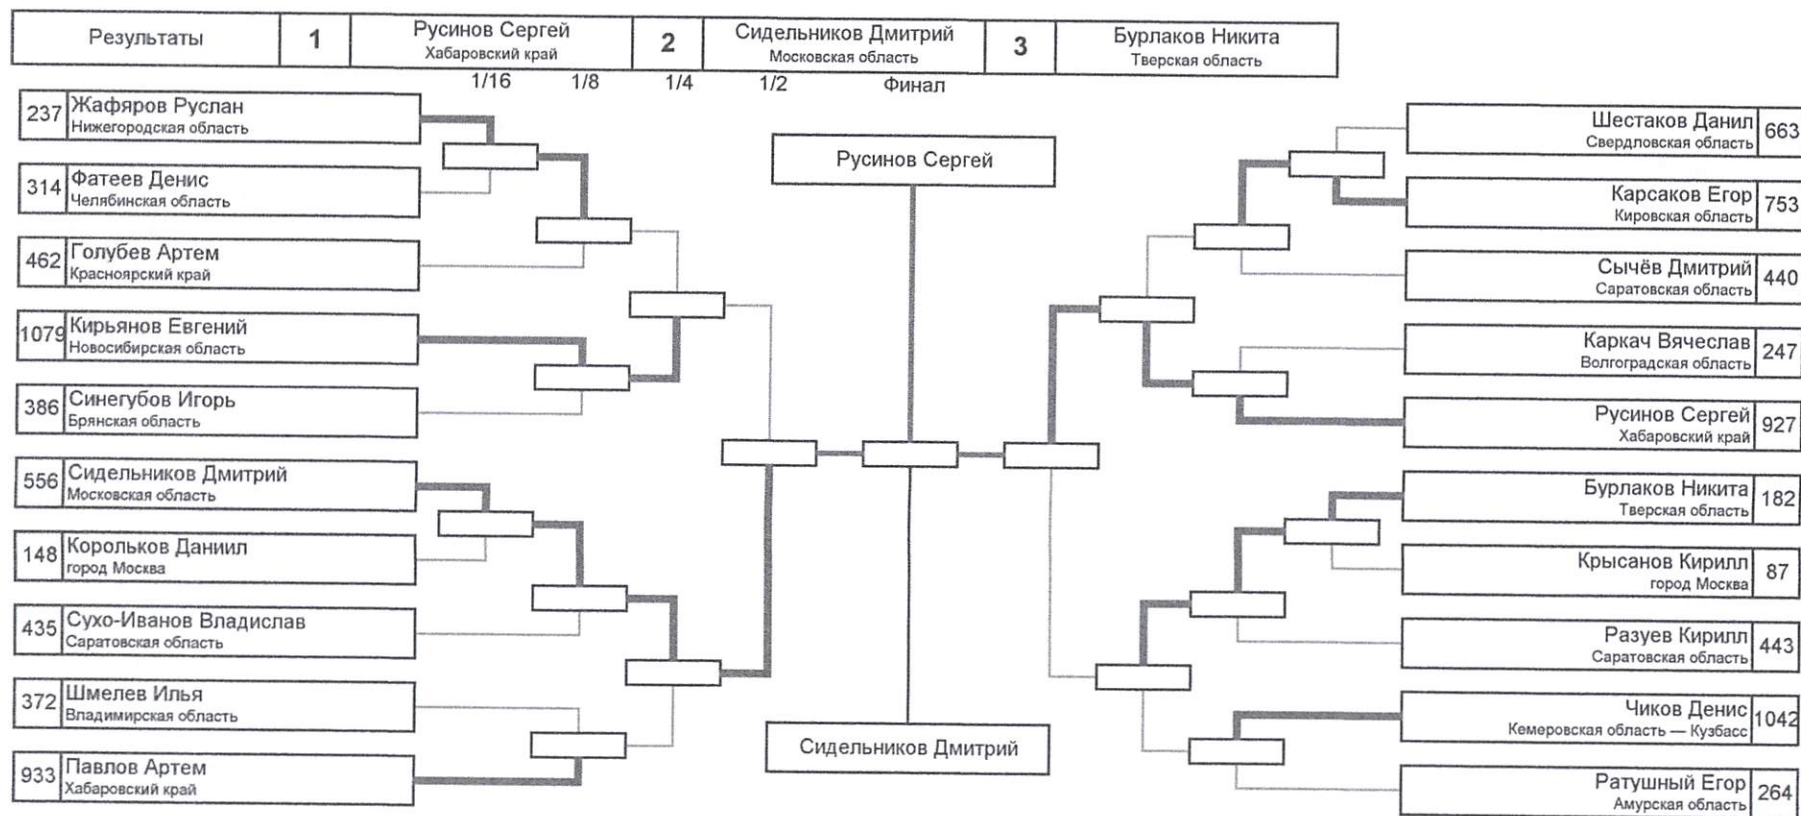 Результаты 1 Русинов Сергей 2 Сидельников Дмитрий 3 Бурлаков Никита
Хабаровский край Московская область Тверская область
1/16 1/8 1/4 1/2 Финал
237 Жафяров Руслан
Нижегородская область
314 Фатеев Денис
Челябинская область
462 Голубев Артем
Красноярский край
1079 Кирьянов Евгений
Новосибирская область
386 Синегубов Игорь
Брянская область
556 Сидельников Дмитрий
Московская область
148 Корольков Даниил
город Москва
435 Сухо-Иванов Владислав
Саратовская область
372 Шмелев Илья
Владимирская область
933 Павлов Артем
Хабаровский край
Русинов Сергей
Сидельников Дмитрий
Шестаков Данил 663
Свердловская область
Карсаков Егор 753
Кировская область
Сычёв Дмитрий 440
Саратовская область
Каркач Вячеслав 247
Волгоградская область
Русинов Сергей 927
Хабаровский край
Бурлаков Никита 182
Тверская область
Крысанов Кирилл 87
город Москва
Разуев Кирилл 443
Саратовская область
Чиков Денис 1042
Кемеровская область — Кузбасс
Ратушный Егор 264
Амурская область